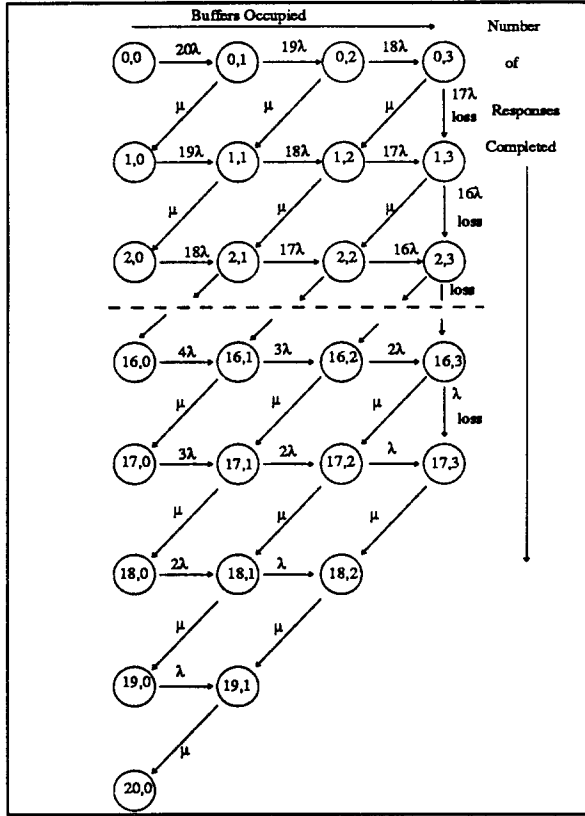 Buffers Occupied
Number
of
Responses
Completed
0,0 20λ 0,1 19λ 0,2 18λ 0,3
μ μ μ 17λ
loss
1,0 19λ 1,1 18λ 1,2 17λ 1,3
μ μ μ 16λ
loss
2,0 18λ 2,1 17λ 2,2 16λ 2,3
loss
16,0 4λ 16,1 3λ 16,2 2λ 16,3
μ μ μ λ
loss
17,0 3λ 17,1 2λ 17,2 λ 17,3
μ μ μ
18,0 2λ 18,1 λ 18,2
μ μ
19,0 λ 19,1
μ
20,0